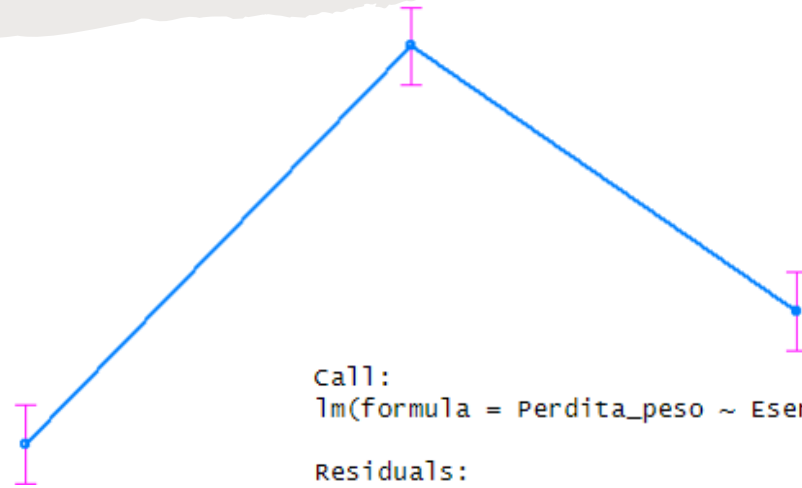 Call:
lm(formula = Perdita_peso ~
Residuals: